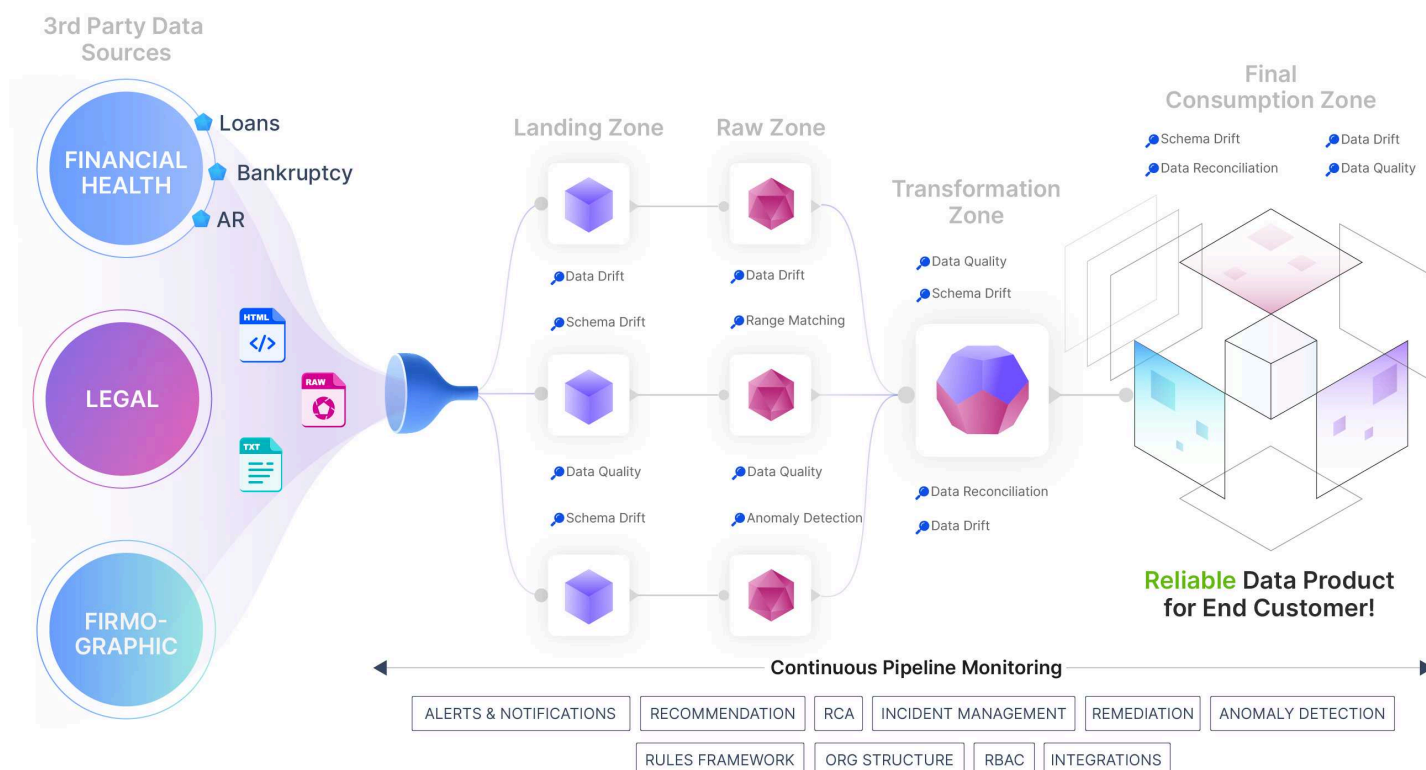 3rd Party Data
Sources
FINANCIAL
HEALTH
Loans
Bankruptcy
AR
LEGAL
FIRMO-
GRAPHIC
HTML
</>
RAW
TXT
Landing Zone
Data Drift
Schema Drift
Data Quality
Schema Drift
Raw Zone
Data Drift
Range Matching
Data Quality
Anomaly Detection
Transformation
Zone
Data Quality
Schema Drift
Data Reconciliation
Data Drift
Final
Consumption Zone
Schema Drift
Data Drift
Data Reconciliation
Data Quality
Reliable Data Product
for End Customer!
Continuous Pipeline Monitoring
ALERTS & NOTIFICATIONS
RECOMMENDATION
RCA
INCIDENT MANAGEMENT
REMEDIATION
ANOMALY DETECTION
RULES FRAMEWORK
ORG STRUCTURE
RBAC
INTEGRATIONS